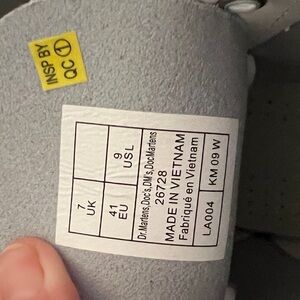 INSP BY
QC 1
7
UK
9
USL
41
EU
Dr.Martens,Doc's,DM's,DocMartens
26728
MADE IN VIETNAM
Fabriqué en Vietnam
LA004
KM 09 W